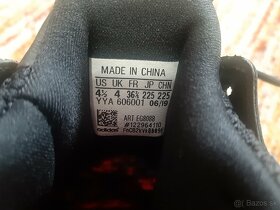 MADE IN CHINA
US UK FR JP CHN
4½ 4 36⅔ 225 225
YYA 606001 06/19
ART EG8088
#122964110
bazos.sk